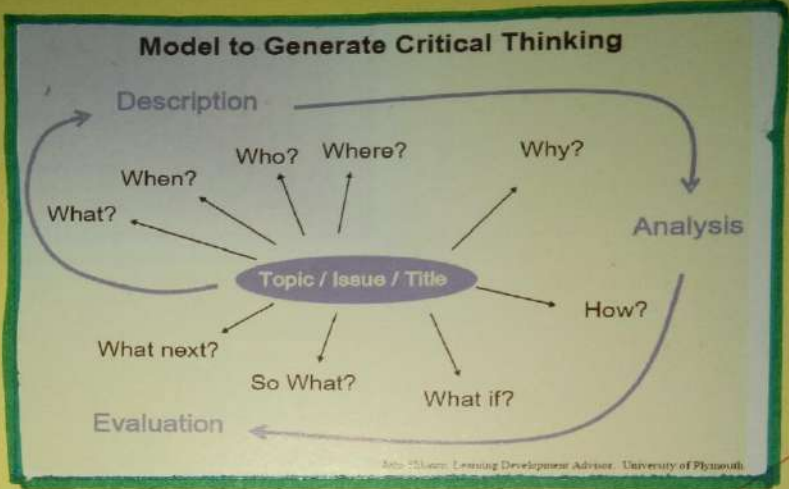 Model to Generate Critical Thinking
Description
Who? Where? Why?
When?
What?
Analysis
Topic / Issue / Title
How?
What next?
So What?
What if?
Evaluation
Learning Development Advisor University of Plymouth